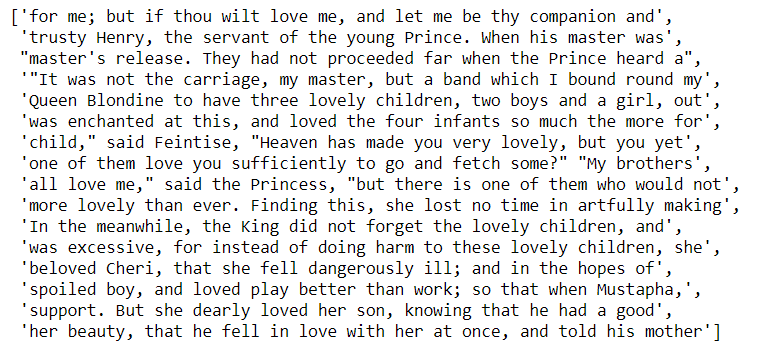 ['for me; but if thou wilt love me, and let me be thy companion and',
'trusty Henry, the servant of the young Prince. When his master was',
"master's release. They had not proceeded far when the Prince heard a",
'"It was not the carriage, my master, but a band which I bound round my',
'Queen Blondine to have three lovely children, two boys and a girl, out',
'was enchanted at this, and loved the four infants so much the more for',
'child," said Feintise, "Heaven has made you very lovely, but you yet',
'one of them love you sufficiently to go and fetch some?" "My brothers',
'all love me," said the Princess, "but there is one of them who would not',
'more lovely than ever. Finding this, she lost no time in artfully making',
'In the meanwhile, the King did not forget the lovely children, and',
'was excessive, for instead of doing harm to these lovely children, she',
'beloved Cheri, that she fell dangerously ill; and in the hopes of',
'spoiled boy, and loved play better than work; so that when Mustapha,',
'support. But she dearly loved her son, knowing that he had a good',
'her beauty, that he fell in love with her at once, and told his mother']